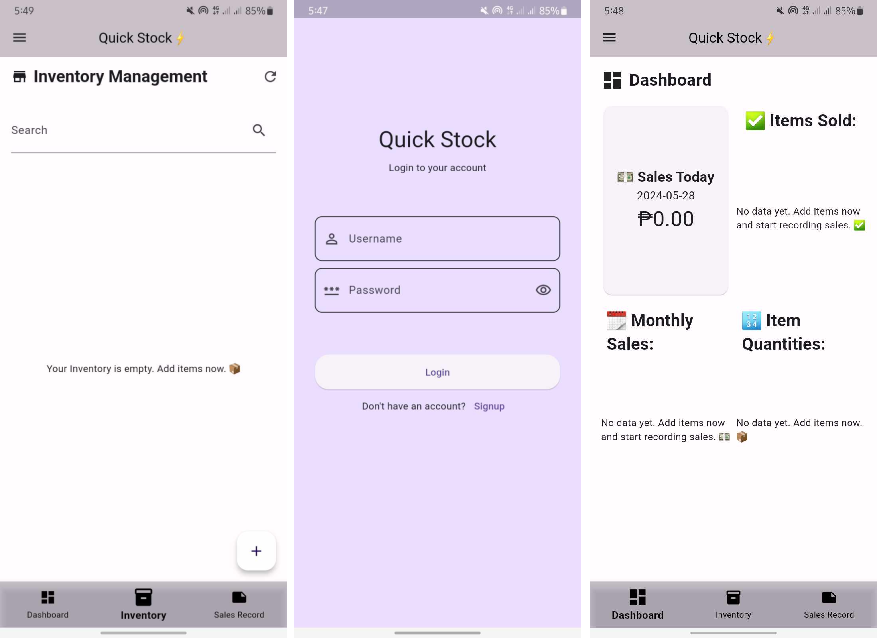 5:49
85%
Quick Stock
Inventory Management
Search
Your Inventory is empty. Add items now.
Dashboard
Inventory
Sales Record
5:47
85%
Quick Stock
Login to your account
Username
Password
Login
Don't have an account? Signup
5:48
85%
Quick Stock
Dashboard
Sales Today
2024-05-28
₱0.00
Items Sold:
No data yet. Add Items now
and start recording sales.
Monthly
Sales:
No data yet. Add items now
and start recording sales.
Item
Quantities:
No data yet. Add items now.
Dashboard
Inventory
Sales Record